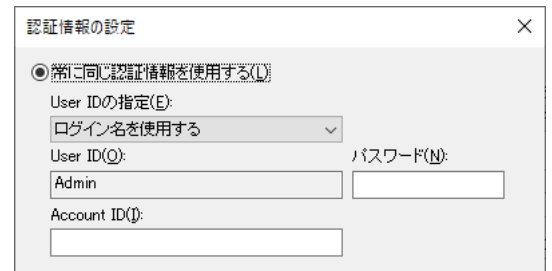 認証情報の設定
常に同じ認証情報を使用する(L)
User IDの指定(E):
ログイン名を使用する
User ID(O): パスワード(N):
Admin
Account ID(I):